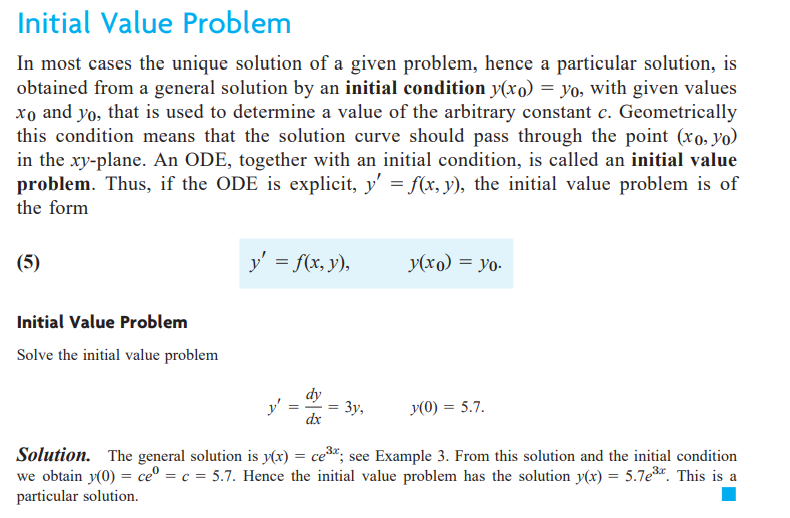 Initial Value Problem
In most cases the unique solution of a given problem, hence a particular solution, is
obtained from a general solution by an initial condition y(x₀) = y₀, with given values
x₀ and y₀, that is used to determine a value of the arbitrary constant c. Geometrically
this condition means that the solution curve should pass through the point (x₀, y₀)
in the xy-plane. An ODE, together with an initial condition, is called an initial value
problem. Thus, if the ODE is explicit, y′ = f(x, y), the initial value problem is of
the form
(5) y′ = f(x, y), y(x₀) = y₀.
Initial Value Problem
Solve the initial value problem
y′ = dy/dx = 3y, y(0) = 5.7.
Solution. The general solution is y(x) = ce³ˣ; see Example 3. From this solution and the initial condition
we obtain y(0) = ce⁰ = c = 5.7. Hence the initial value problem has the solution y(x) = 5.7e³ˣ. This is a
particular solution.